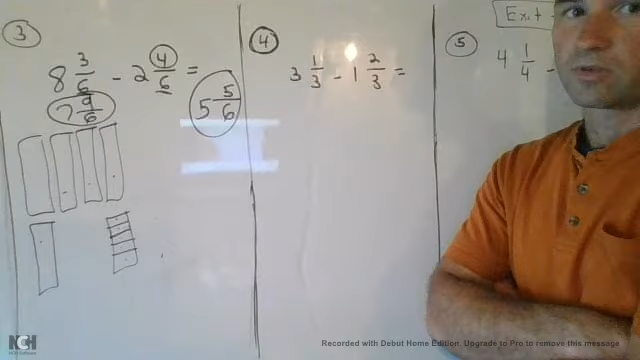 3
8 3/6 - 2 4/6 =
7 9/6
5 5/6
4
3 1/3 - 1 2/3 =
Exit
5
4 1/4 -
NCH
NCH Software
Recorded with Debut Home Edition. Upgrade to Pro to remove this message